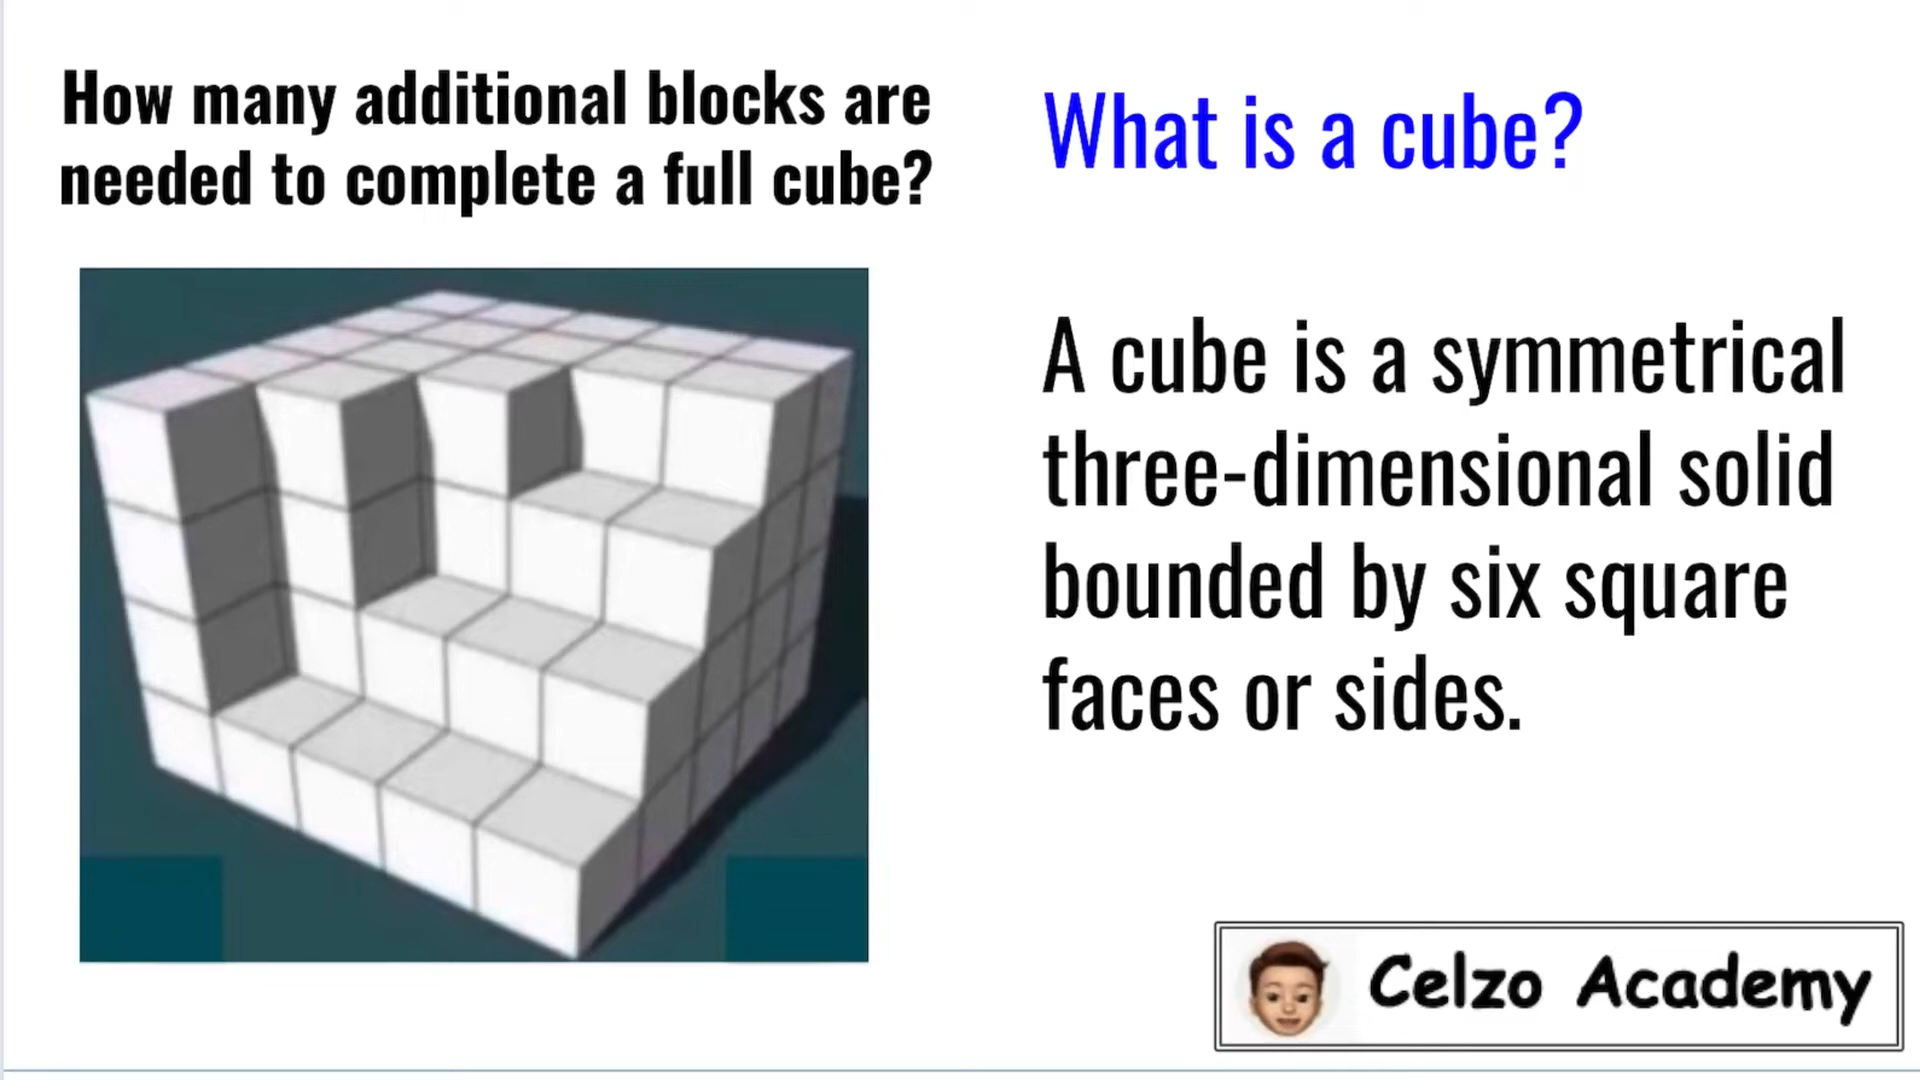 How many additional blocks are
needed to complete a full cube?
What is a cube?
A cube is a symmetrical
three-dimensional solid
bounded by six square
faces or sides.
Celzo Academy